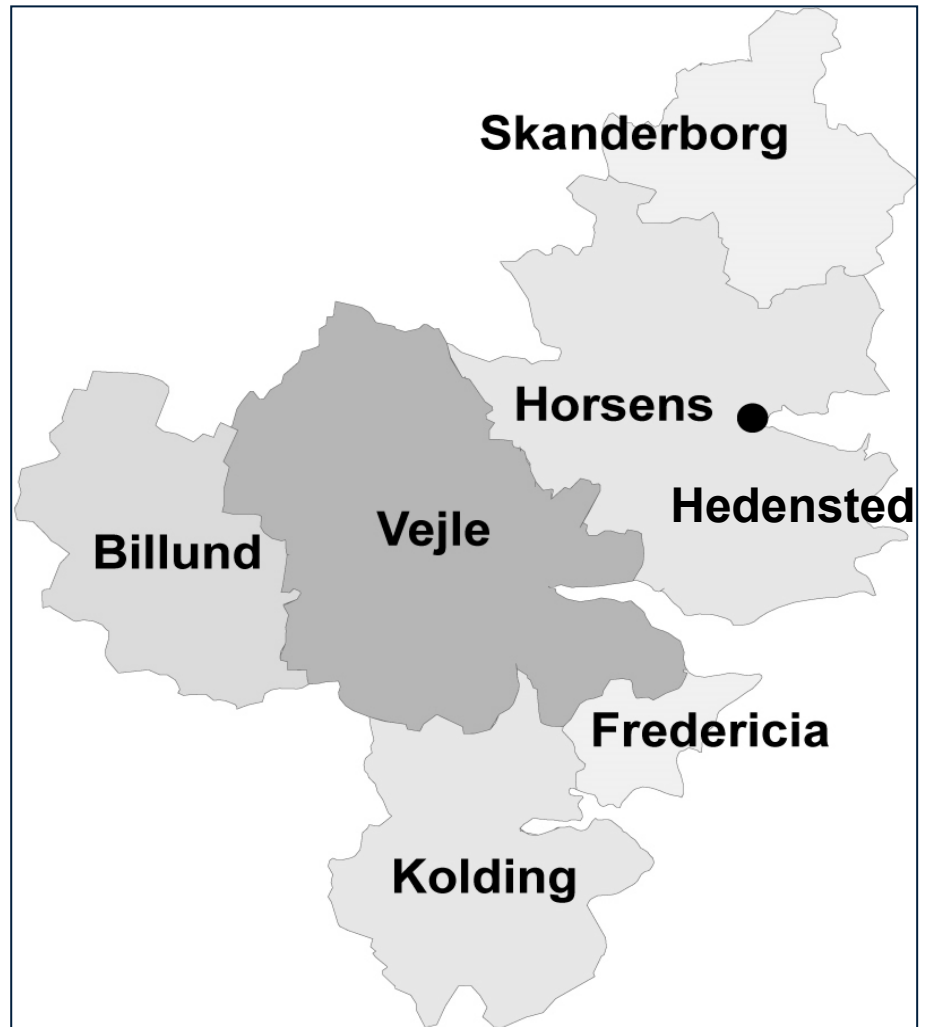 Skanderborg
Horsens
Hedensted
Vejle
Billund
Fredericia
Kolding